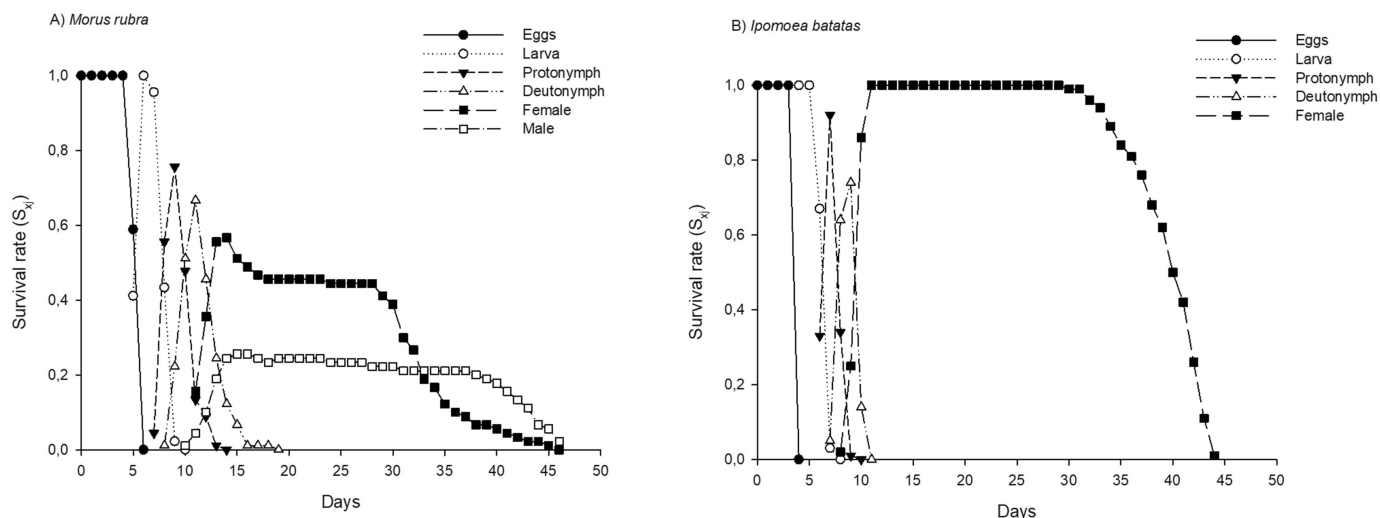 A) Morus rubra
Eggs
Larva
Protonymph
Deutonymph
Female
Male
1,0
0,8
0,6
0,4
0,2
0,0
Survival rate (Sxj)
0 5 10 15 20 25 30 35 40 45 50
Days
B) Ipomoea batatas
Eggs
Larva
Protonymph
Deutonymph
Female
1,0
0,8
0,6
0,4
0,2
0,0
Survival rate (Sxj)
0 5 10 15 20 25 30 35 40 45 50
Days